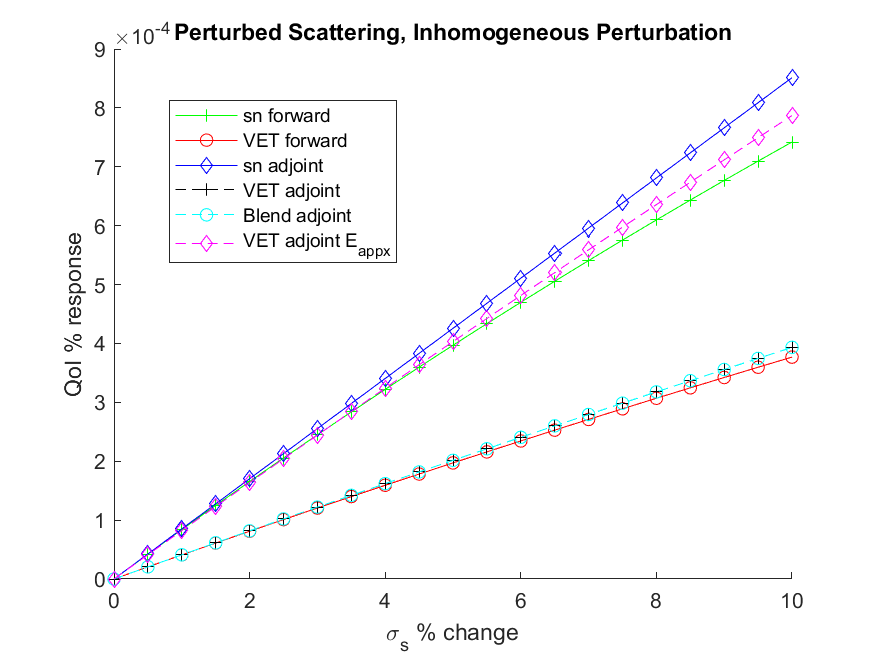 ×10⁻⁴ Perturbed Scattering, Inhomogeneous Perturbation
9
8
7
6
5
4
3
2
1
0
QoI % response
sn forward
VET forward
sn adjoint
VET adjoint
Blend adjoint
VET adjoint E_appx
0 2 4 6 8 10
σ_s % change